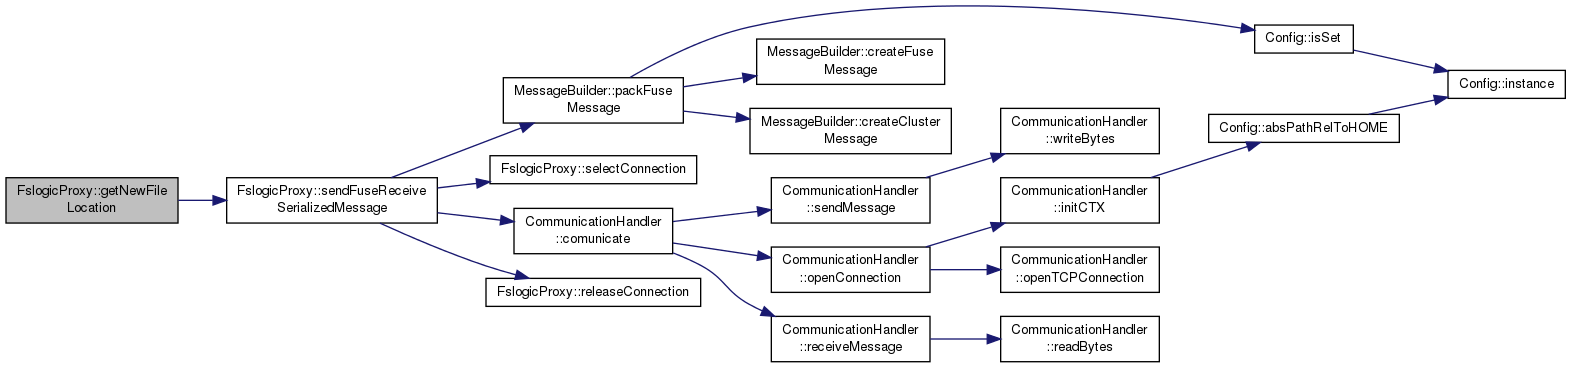 FslogicProxy::getNewFile
Location
FslogicProxy::sendFuseReceive
SerializedMessage
MessageBuilder::packFuse
Message
FslogicProxy::selectConnection
CommunicationHandler
::comunicate
FslogicProxy::releaseConnection
MessageBuilder::createFuse
Message
MessageBuilder::createCluster
Message
CommunicationHandler
::sendMessage
CommunicationHandler
::openConnection
CommunicationHandler
::receiveMessage
CommunicationHandler
::writeBytes
CommunicationHandler
::initCTX
CommunicationHandler
::openTCPConnection
CommunicationHandler
::readBytes
Config::isSet
Config::absPathRelToHOME
Config::instance